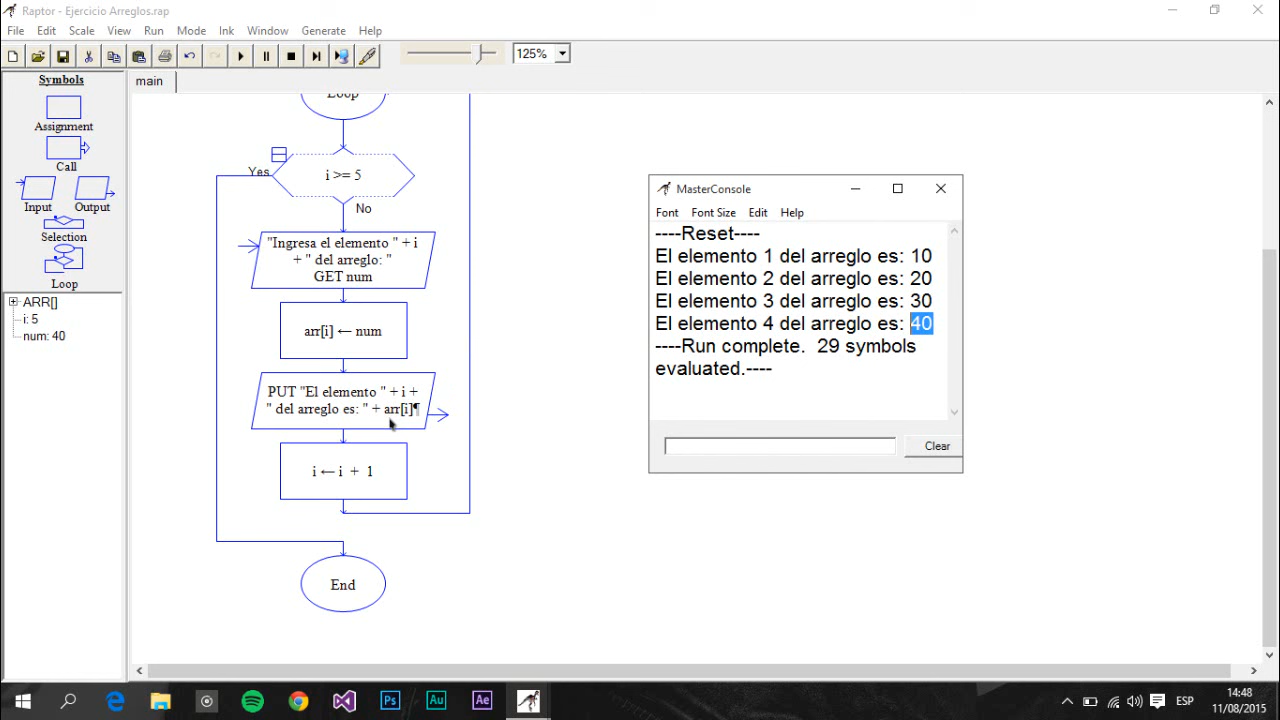 Raptor - Ejercicio Arreglos.rap
File Edit Scale View Run Mode Ink Window Generate Help
125%
Symbols
main
Assignment
Call
Input Output
Selection
Loop
ARR[]
i: 5
num: 40
Loop
i >= 5
Yes
No
"Ingresa el elemento " + i
+ " del arreglo: "
GET num
arr[i] ← num
PUT "El elemento " + i +
" del arreglo es: " + arr[i]¶
i ← i + 1
End
MasterConsole
Font Font Size Edit Help
----Reset----
El elemento 1 del arreglo es: 10
El elemento 2 del arreglo es: 20
El elemento 3 del arreglo es: 30
El elemento 4 del arreglo es: 40
----Run complete. 29 symbols
evaluated.----
Clear
Ps Au Ae
ESP
14:48
11/08/2015